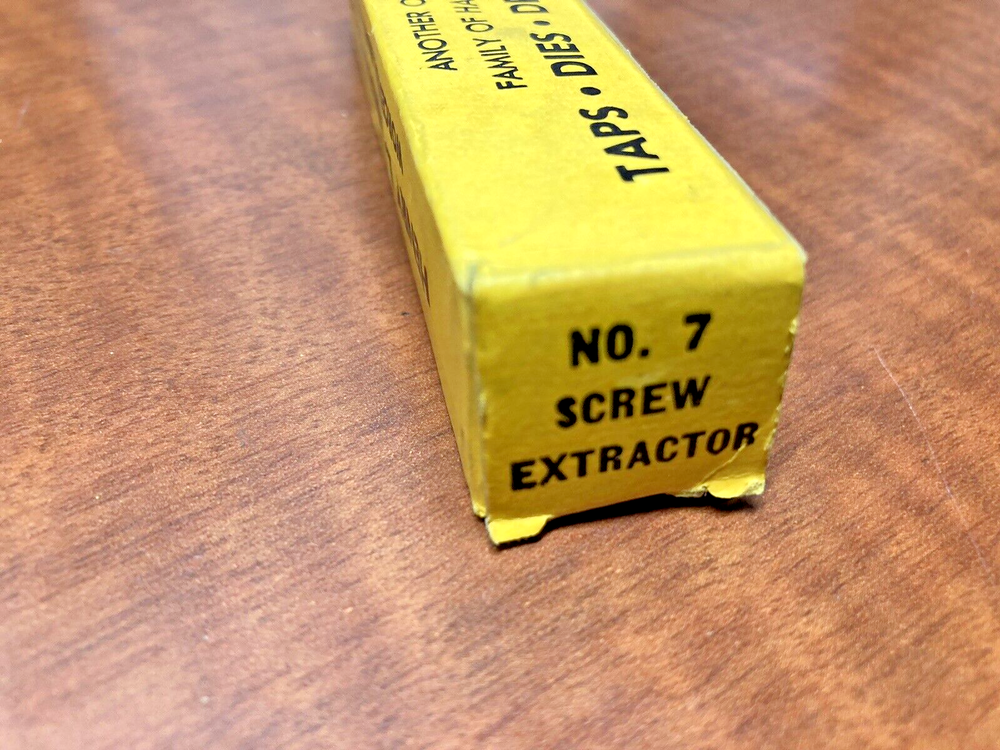 ANOTHER
FAMILY OF
TAPS • DIES •
NO. 7
SCREW
EXTRACTOR